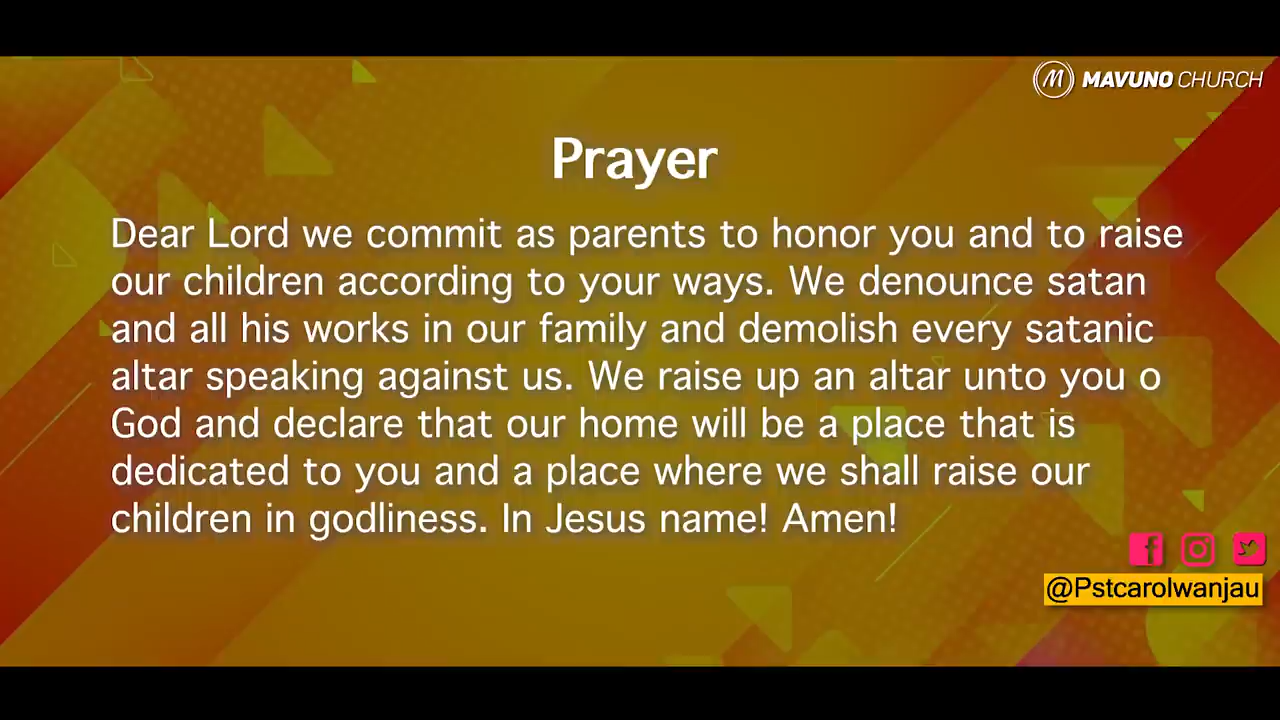 MAVUNO CHURCH
Prayer
Dear Lord we commit as parents to honor you and to raise
our children according to your ways. We denounce satan
and all his works in our family and demolish every satanic
altar speaking against us. We raise up an altar unto you o
God and declare that our home will be a place that is
dedicated to you and a place where we shall raise our
children in godliness. In Jesus name! Amen!
@Pstcarolwanjau